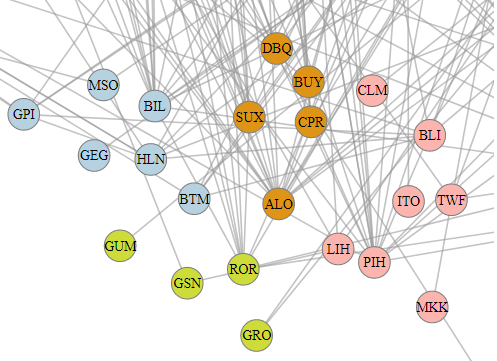 DBQ
MSO
BUY
CLM
BIL
GPI
SUX
CPR
BLI
GEG
HLN
BTM
ALO
ITO
TWF
GUM
LIH
PIH
ROR
GSN
MKK
GRO